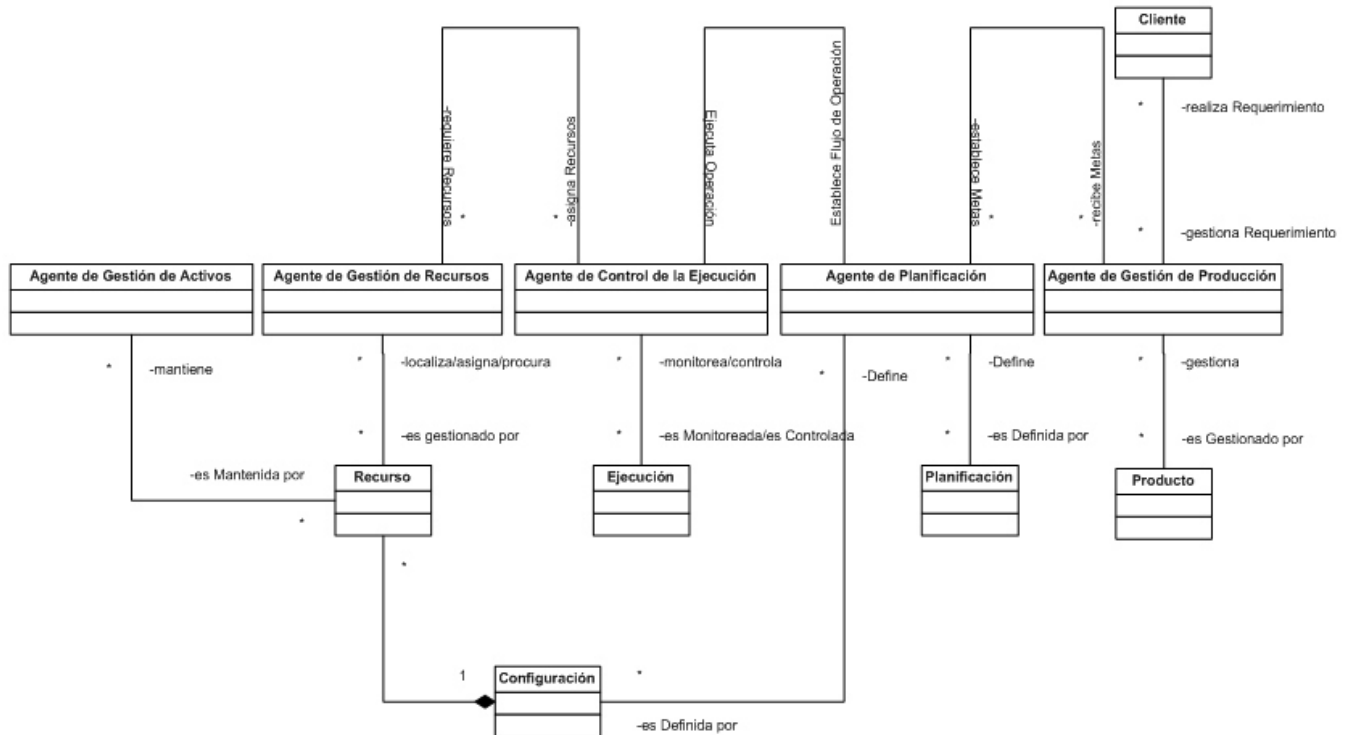 Cliente
*
-realiza Requerimiento
-requiere Recursos
*
-asigna Recursos
*
Ejecuta Operación
Establece Flujo de Operación
-establece Metas
*
-recibe Metas
*
*
-gestiona Requerimiento
Agente de Gestión de Activos
Agente de Gestión de Recursos
Agente de Control de la Ejecución
Agente de Planificación
Agente de Gestión de Producción
*
-mantiene
*
-localiza/asigna/procura
*
-monitorea/controla
*
-Define
*
-Define
*
-gestiona
*
-es gestionado por
*
-es Monitoreada/es Controlada
*
-es Definida por
*
-es Gestionado por
-es Mantenida por
*
Recurso
Ejecución
Planificación
Producto
*
1
Configuración
*
-es Definida por